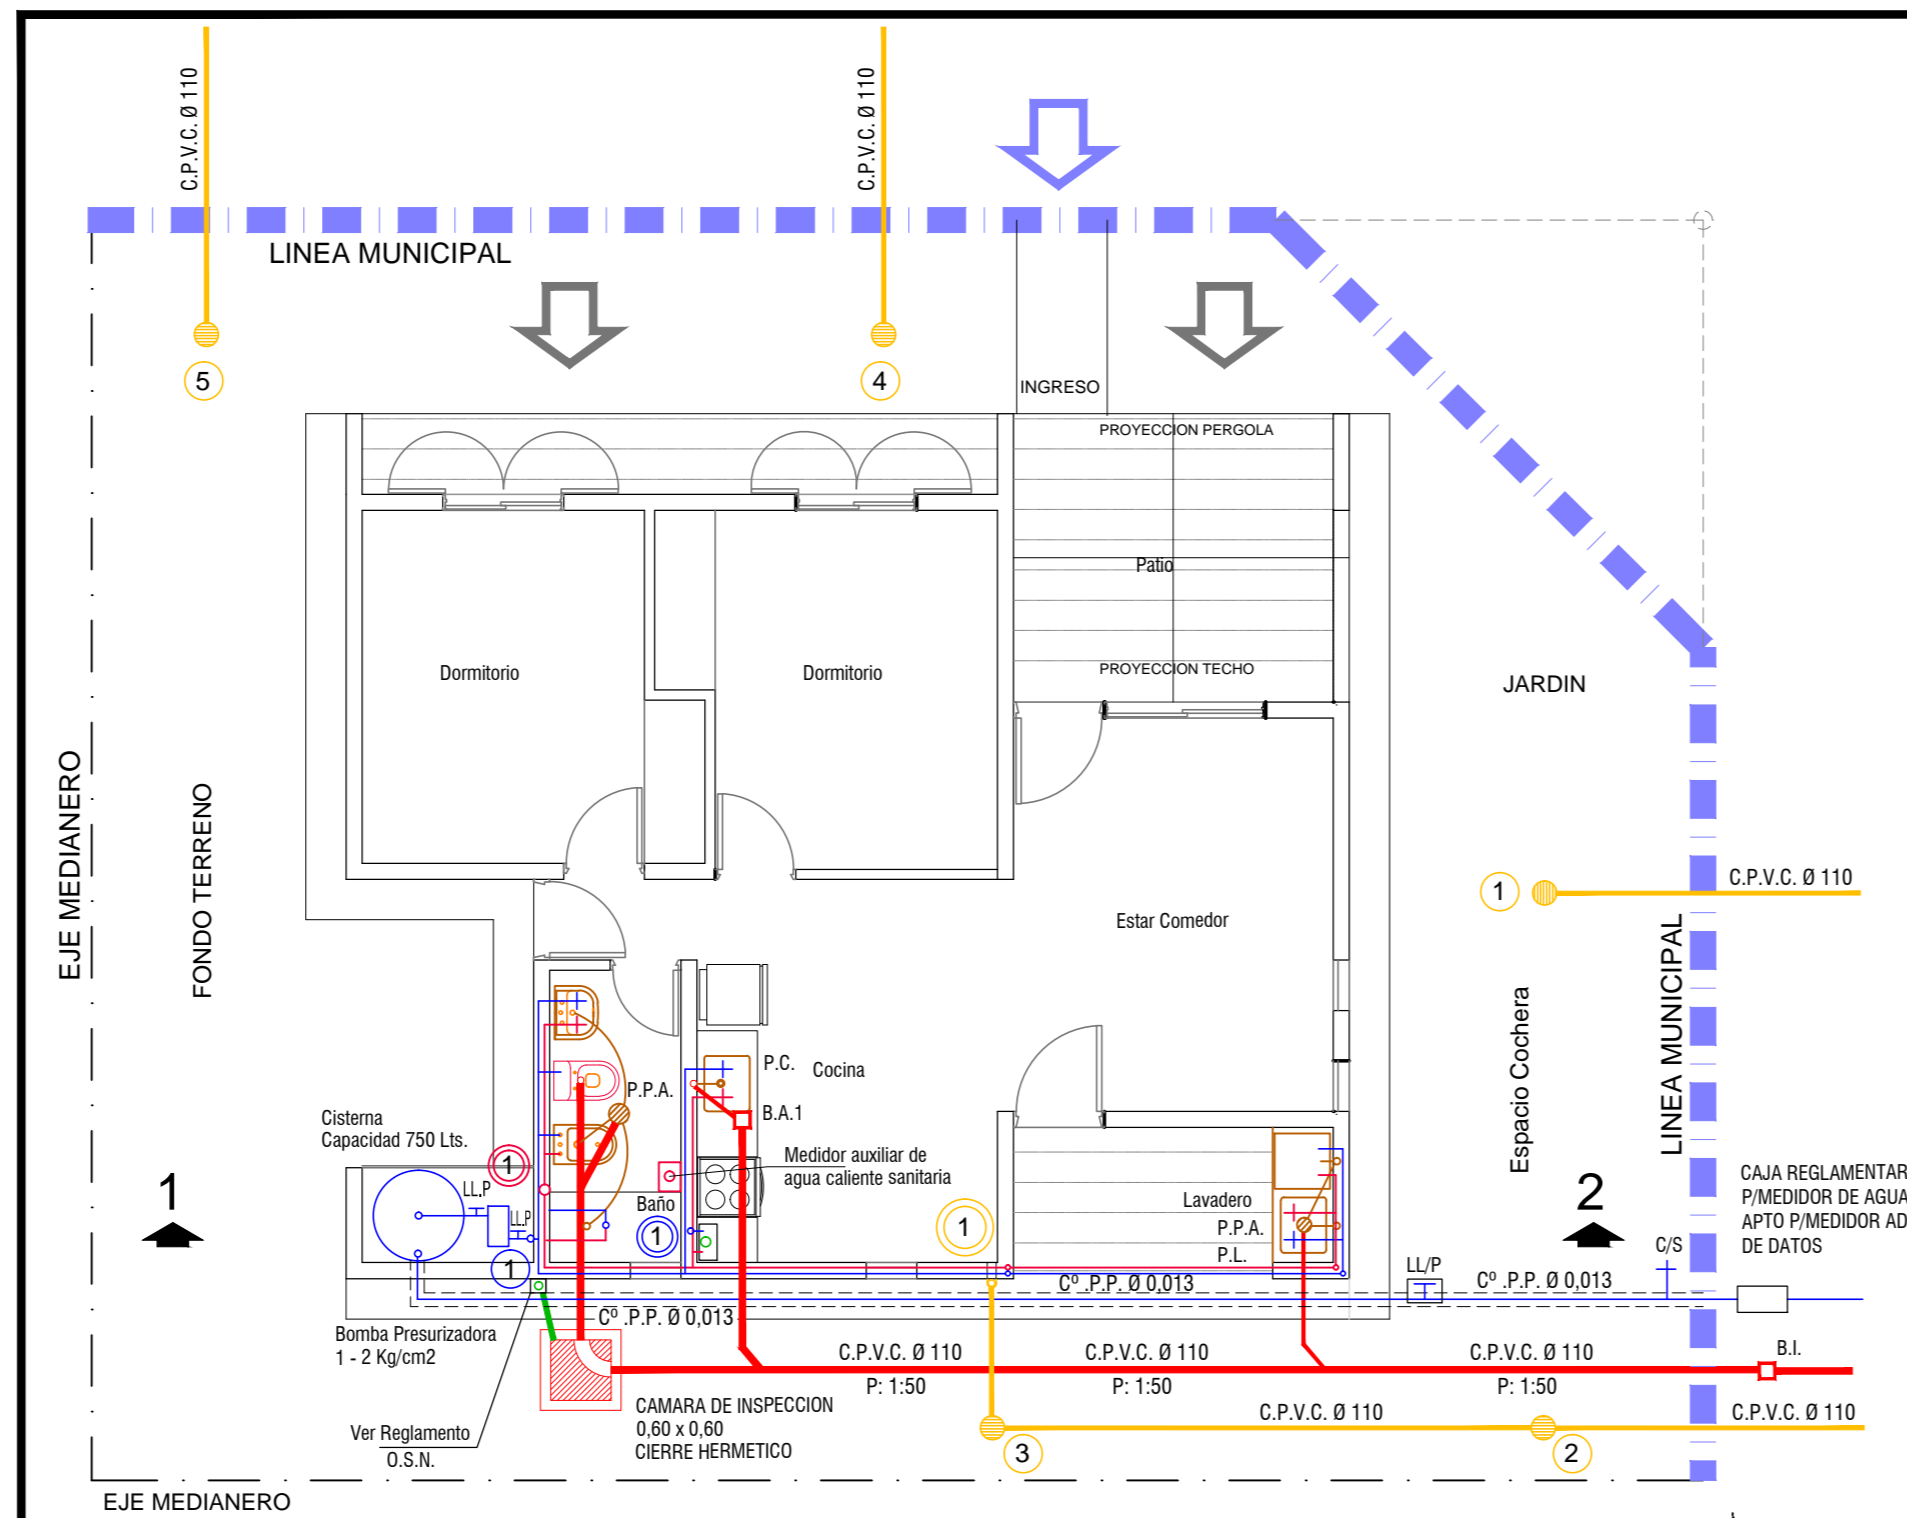 C.P.V.C. Ø 110
C.P.V.C. Ø 110
LINEA MUNICIPAL
5
4
INGRESO
PROYECCION PERGOLA
Patio
PROYECCION TECHO
Dormitorio
Dormitorio
JARDIN
EJE MEDIANERO
FONDO TERRENO
1
C.P.V.C. Ø 110
Estar Comedor
LINEA MUNICIPAL
Espacio Cochera
P.C.
Cocina
P.P.A.
B.A.1
Cisterna
Capacidad 750 Lts.
1
Medidor auxiliar de
agua caliente sanitaria
1
LL.P
LL.P
Baño
1
1
1
Lavadero
P.P.A.
P.L.
2
CAJA REGLAMENTAR
P/MEDIDOR DE AGUA
APTO P/MEDIDOR AD
DE DATOS
C/S
LL/P
Cº .P.P. Ø 0,013
Cº .P.P. Ø 0,013
Cº .P.P. Ø 0,013
Bomba Presurizadora
1 - 2 Kg/cm2
C.P.V.C. Ø 110
P: 1:50
C.P.V.C. Ø 110
P: 1:50
C.P.V.C. Ø 110
P: 1:50
B.I.
CAMARA DE INSPECCION
0,60 x 0,60
CIERRE HERMETICO
C.P.V.C. Ø 110
C.P.V.C. Ø 110
Ver Reglamento
O.S.N.
3
2
EJE MEDIANERO